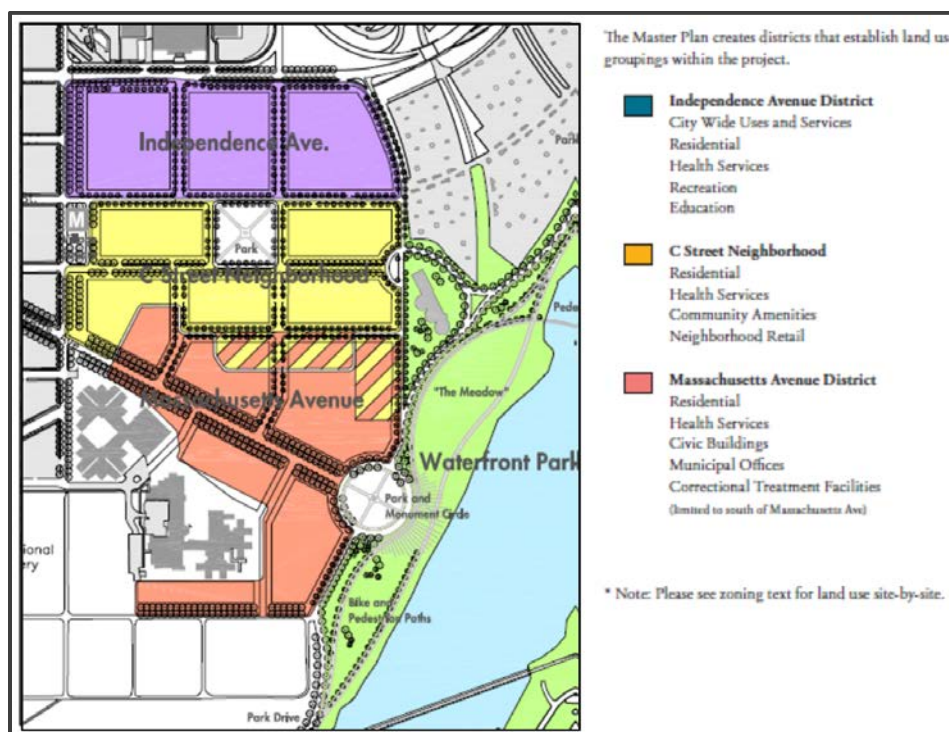 Independence Ave.
M
Park
C Street Neighborhood
Massachusetts Avenue
"The Meadow"
Waterfront Park
Park and
Monument Circle
Bike and
Pedestrian Paths
Park Drive
The Master Plan creates districts that establish land us
groupings within the project.
Independence Avenue District
City Wide Uses and Services
Residential
Health Services
Recreation
Education
C Street Neighborhood
Residential
Health Services
Community Amenities
Neighborhood Retail
Massachusetts Avenue District
Residential
Health Services
Civic Buildings
Municipal Offices
Correctional Treatment Facilities
(limited to south of Massachusetts Ave)
* Note: Please see zoning text for land use site-by-site.